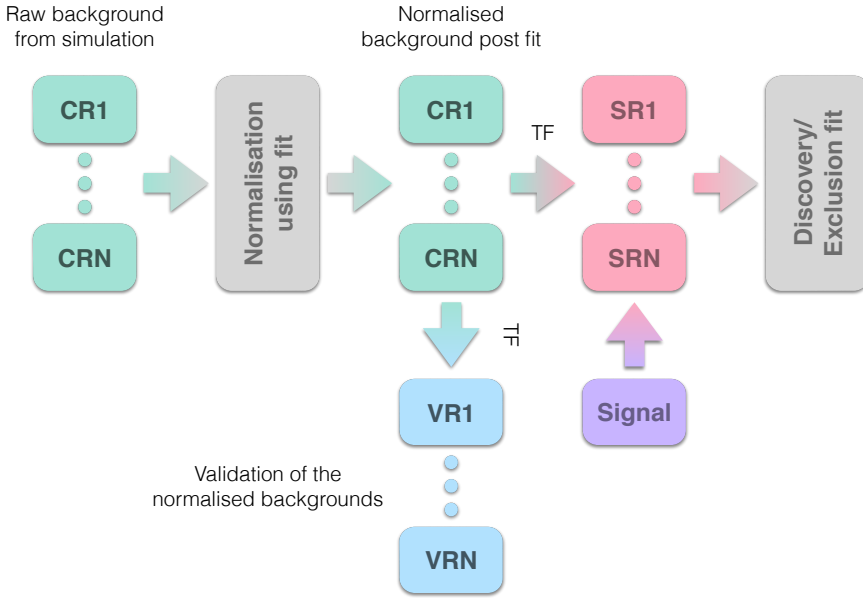 Raw background
from simulation
Normalised
background post fit
CR1
CRN
Normalisation
using fit
CR1
CRN
TF
SR1
SRN
Discovery/
Exclusion fit
TF
VR1
VRN
Signal
Validation of the
normalised backgrounds